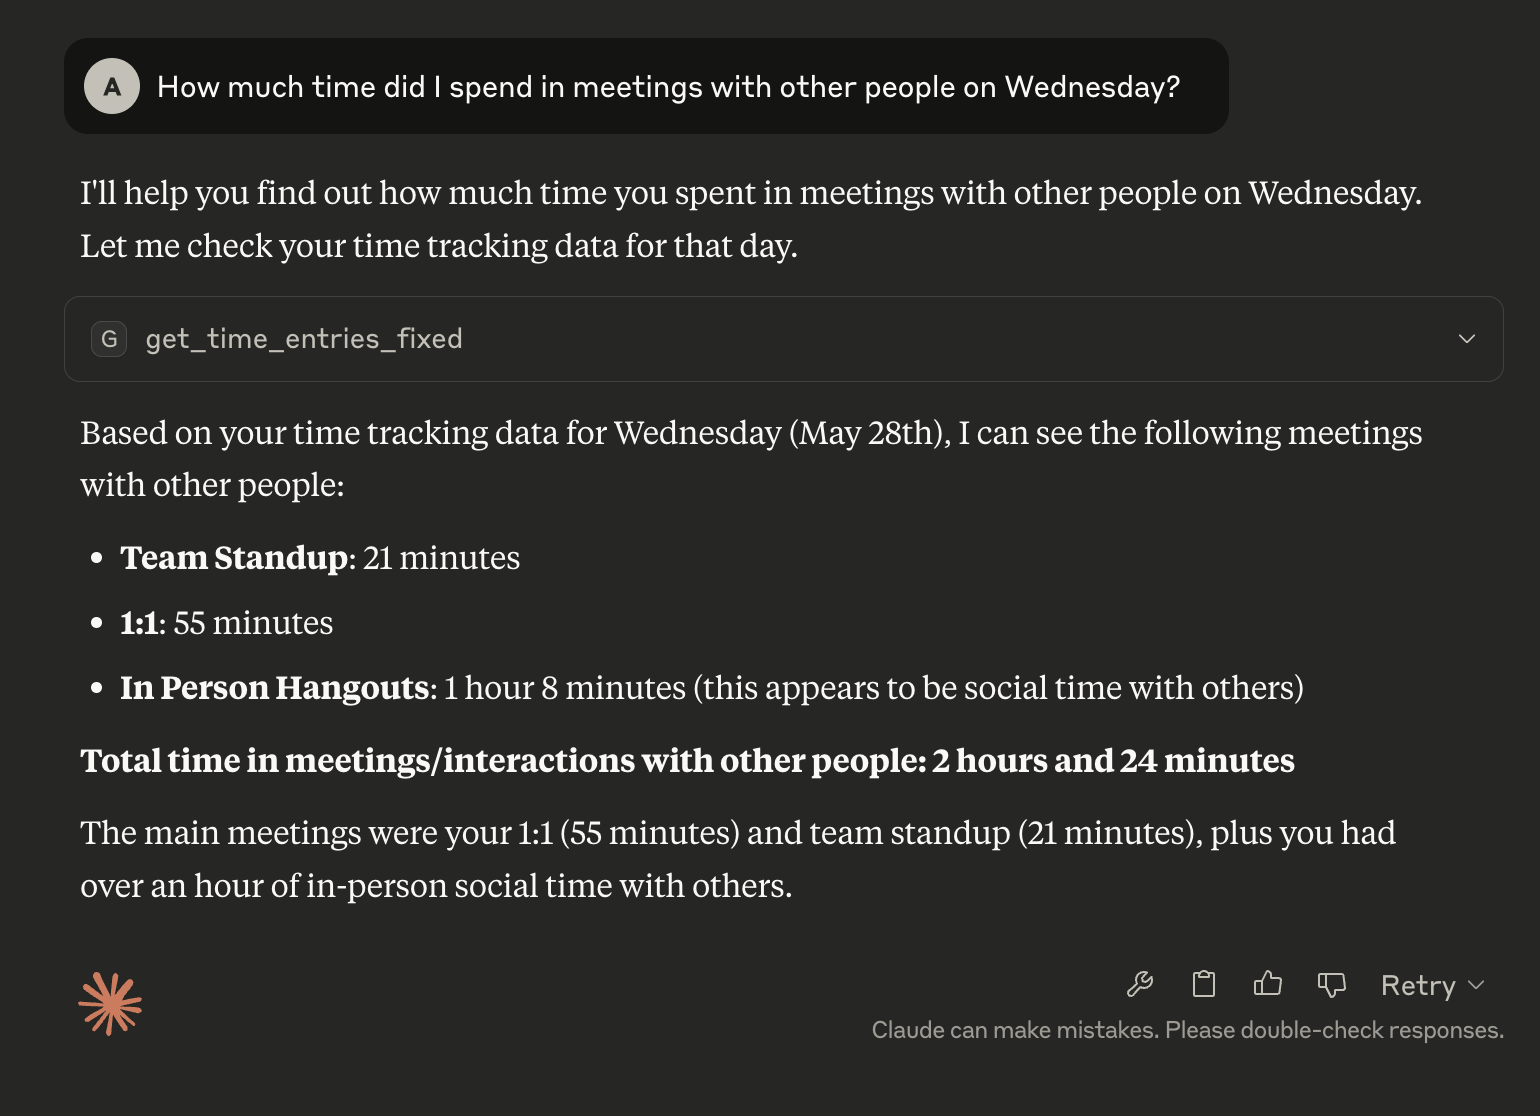 A
How much time did I spend in meetings with other people on Wednesday?
I'll help you find out how much time you spent in meetings with other people on Wednesday.
Let me check your time tracking data for that day.
G
get_time_entries_fixed
Based on your time tracking data for Wednesday (May 28th), I can see the following meetings
with other people:
• Team Standup: 21 minutes
• 1:1: 55 minutes
• In Person Hangouts: 1 hour 8 minutes (this appears to be social time with others)
Total time in meetings/interactions with other people: 2 hours and 24 minutes
The main meetings were your 1:1 (55 minutes) and team standup (21 minutes), plus you had
over an hour of in-person social time with others.
Retry
Claude can make mistakes. Please double-check responses.